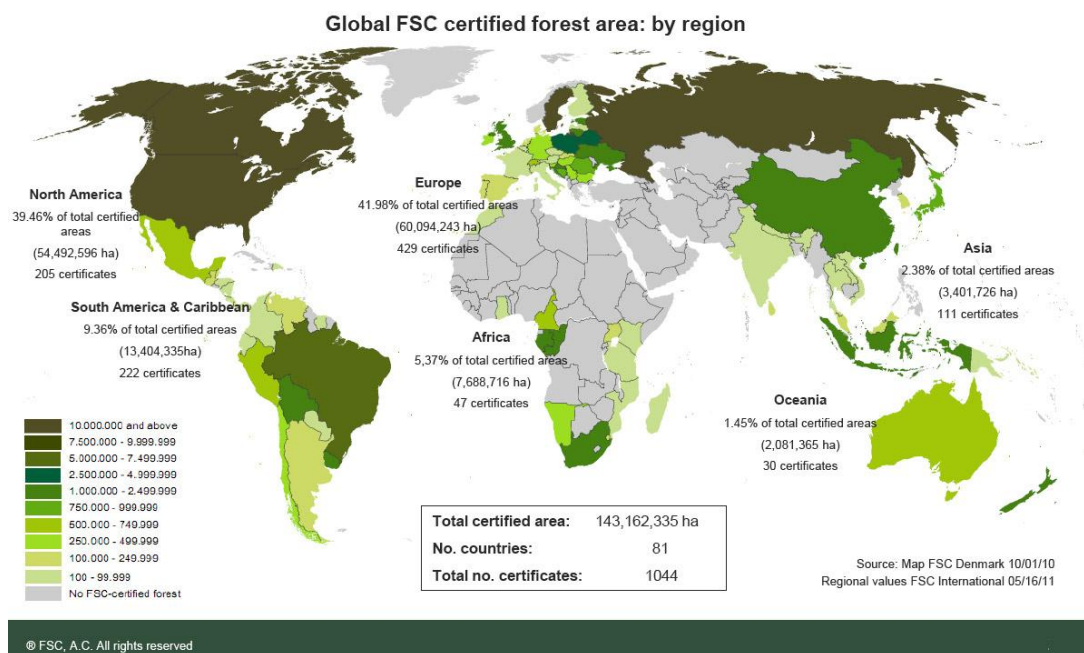 Global FSC certified forest area: by region
North America
39.46% of total certified
areas
(54,492,596 ha)
205 certificates
Europe
41.98% of total certified areas
(60,094,243 ha)
429 certificates
Asia
2.38% of total certified areas
(3,401,726 ha)
111 certificates
South America & Caribbean
9.36% of total certified areas
(13,404,335ha)
222 certificates
Africa
5,37% of total certified areas
(7,688,716 ha)
47 certificates
Oceania
1.45% of total certified areas
(2,081,365 ha)
30 certificates
10.000.000 and above
7.500.000 - 9.999.999
5.000.000 - 7.499.999
2.500.000 - 4.999.999
1.000.000 - 2.499.999
750.000 - 999.999
500.000 - 749.999
250.000 - 499.999
100.000 - 249.999
100 - 99.999
No FSC-certified forest
Total certified area: 143,162,335 ha
No. countries: 81
Total no. certificates: 1044
Source: Map FSC Denmark 10/01/10
Regional values FSC International 05/16/11
® FSC, A.C. All rights reserved